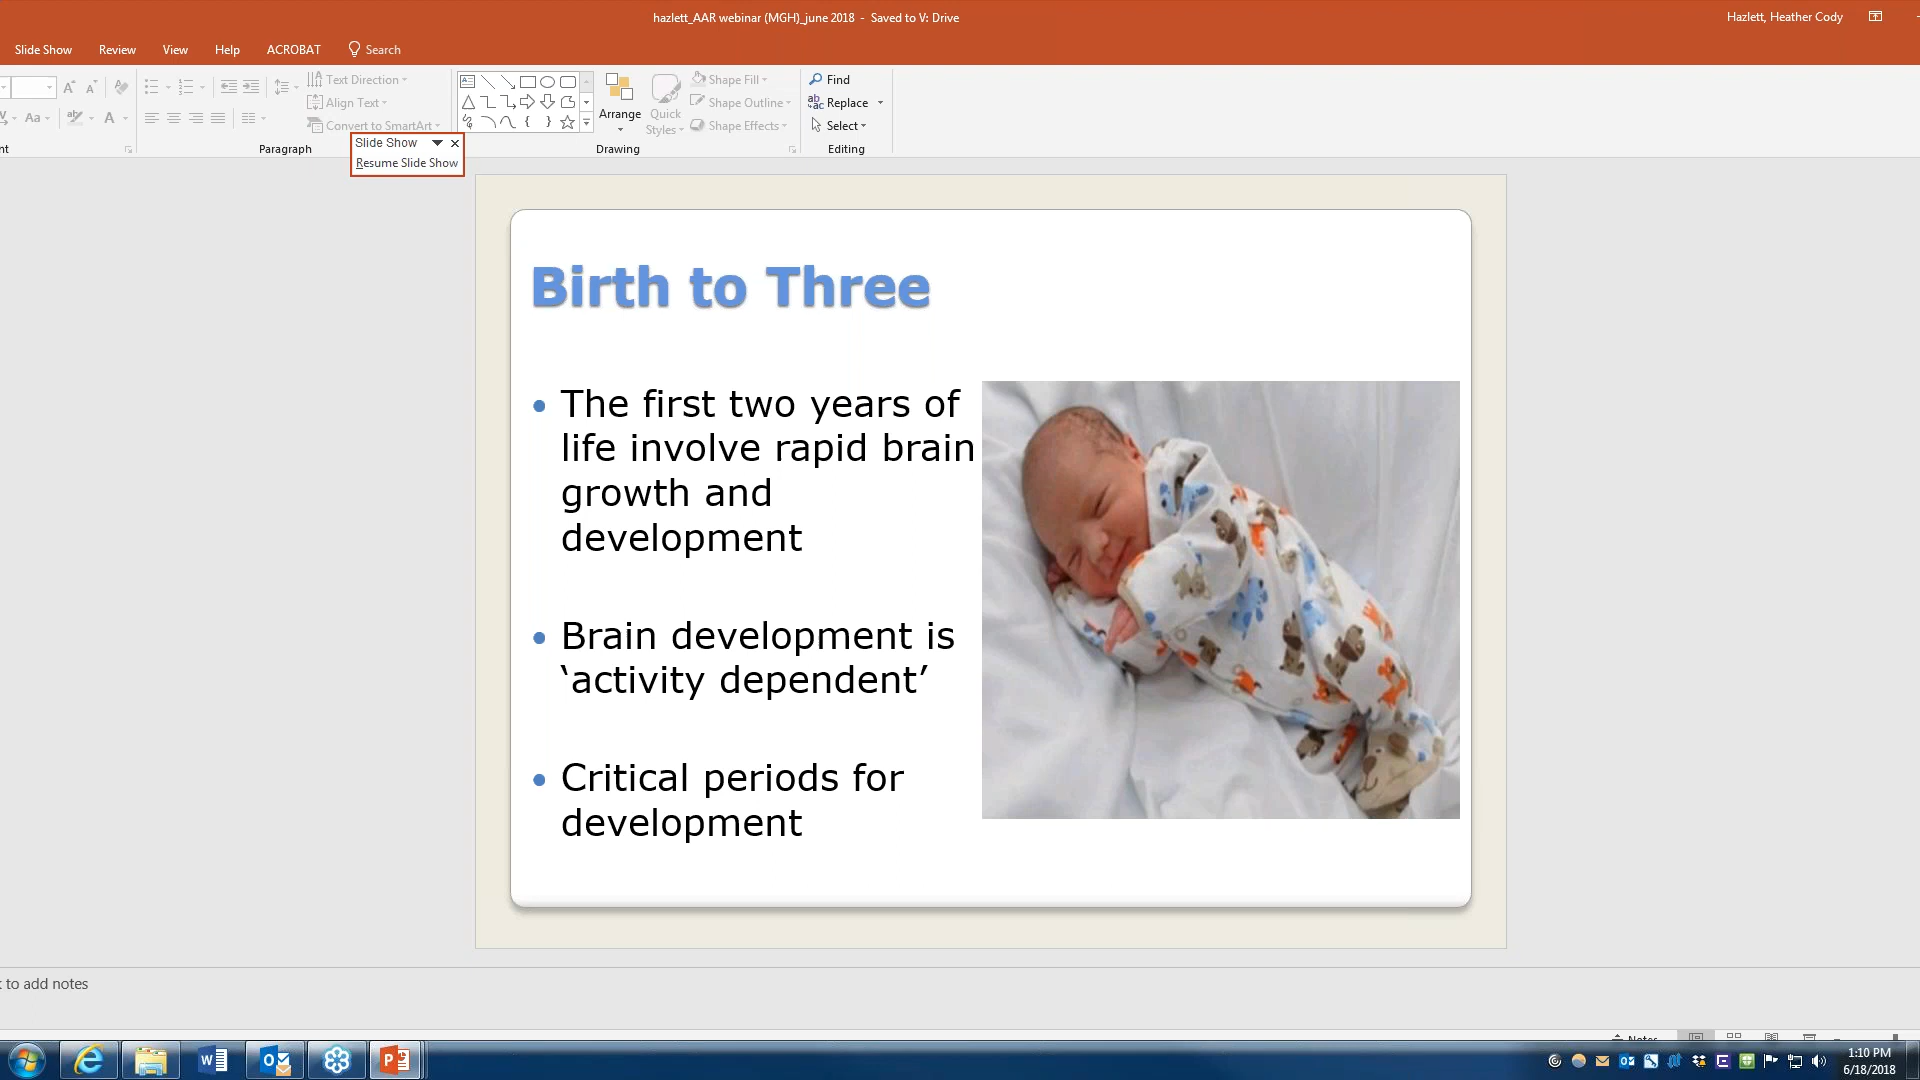 hazlett_AAR webinar (MGH)_june 2018 - Saved to V: Drive
Hazlett, Heather Cody
Slide Show Review View Help ACROBAT Search
Text Direction
Align Text
Convert to SmartArt
Aa
A
Paragraph
Arrange
Quick
Styles
Shape Fill
Shape Outline
Shape Effects
Drawing
Find
Replace
Select
Editing
Slide Show
Resume Slide Show
Birth to Three
• The first two years of
life involve rapid brain
growth and
development
• Brain development is
‘activity dependent’
• Critical periods for
development
to add notes
Notes
1:10 PM
6/18/2018